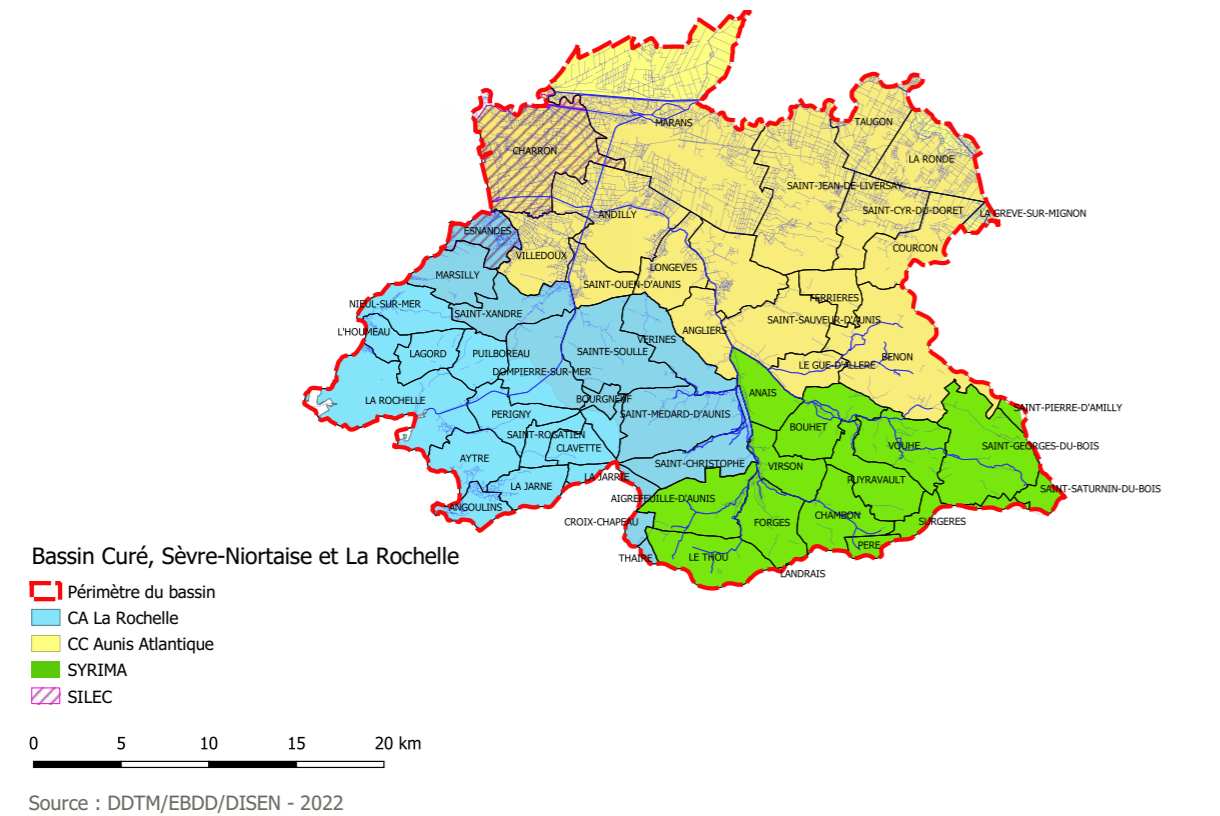 MARANS
TAUGON
CHARRON
LA RONDE
SAINT-JEAN-DE-LIVERSAY
SAINT-CYR-DU-DORET
LA GREVE-SUR-MIGNON
ANDILLY
ESNANDES
COURCON
VILLEDOUX
LONGEVES
MARSILLY
SAINT-OUEN-D'AUNIS
FERRIERES
NIEUL-SUR-MER
SAINT-XANDRE
SAINT-SAUVEUR-D'AUNIS
L'HOUMEAU
ANGLIERS
VERINES
LAGORD
PUILBOREAU
SAINTE-SOULLE
BENON
LE GUE-D'ALLERE
DOMPIERRE-SUR-MER
ANAIS
LA ROCHELLE
BOURGNEUF
SAINT-PIERRE-D'AMILLY
PERIGNY
SAINT-MEDARD-D'AUNIS
BOUHET
SAINT-ROGATIEN
VOUHE
SAINT-GEORGES-DU-BOIS
CLAVETTE
AYTRE
SAINT-CHRISTOPHE
VIRSON
LA JARRIE
PUYRAVAULT
LA JARNE
SAINT-SATURNIN-DU-BOIS
AIGREFEUILLE-D'AUNIS
ANGOULINS
CHAMBON
CROIX-CHAPEAU
FORGES
SURGERES
PERE
THAIRE
LE THOU
LANDRAIS
Bassin Curé, Sèvre-Niortaise et La Rochelle
Périmètre du bassin
CA La Rochelle
CC Aunis Atlantique
SYRIMA
SILEC
0 5 10 15 20 km
Source : DDTM/EBDD/DISEN - 2022